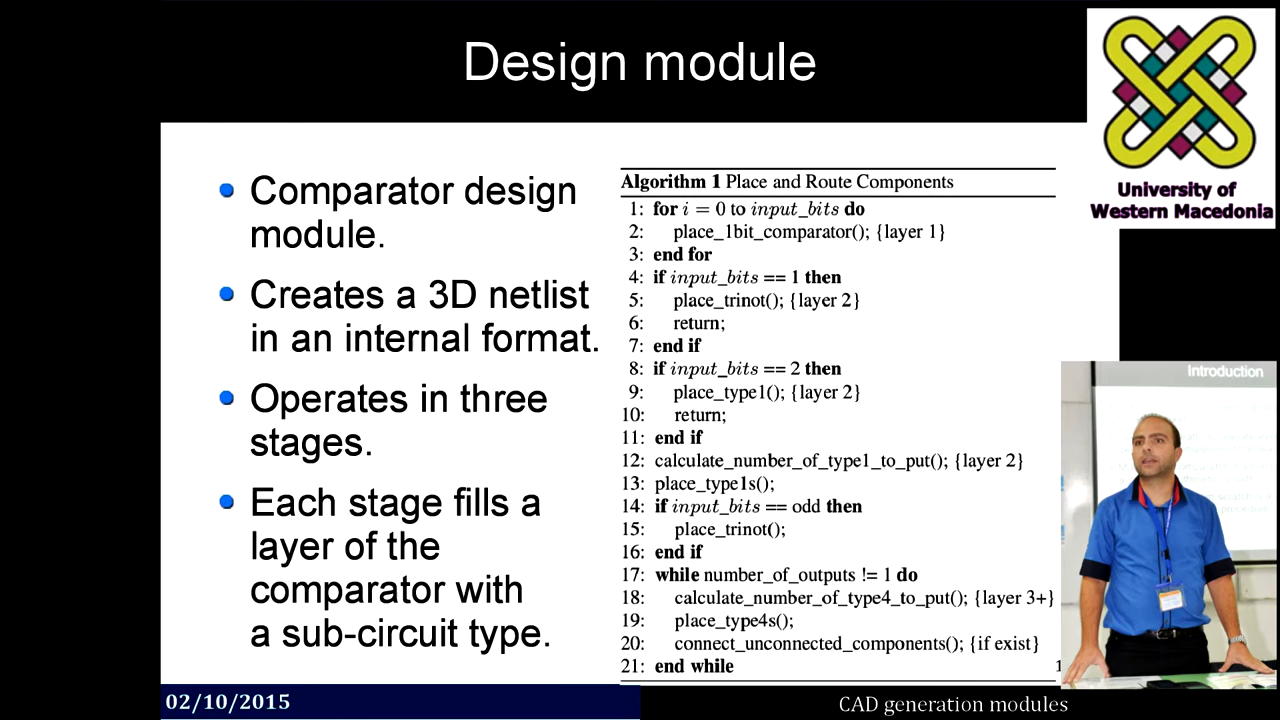 Design module
University of
Western Macedonia
Comparator design
module.
Creates a 3D netlist
in an internal format.
Operates in three
stages.
Each stage fills a
layer of the
comparator with
a sub-circuit type.
Algorithm 1 Place and Route Components
1: for i = 0 to input_bits do
2: place_1bit_comparator(); {layer 1}
3: end for
4: if input_bits == 1 then
5: place_trinot(); {layer 2}
6: return;
7: end if
8: if input_bits == 2 then
9: place_type1(); {layer 2}
10: return;
11: end if
12: calculate_number_of_type1_to_put(); {layer 2}
13: place_type1s();
14: if input_bits == odd then
15: place_trinot();
16: end if
17: while number_of_outputs != 1 do
18: calculate_number_of_type4_to_put(); {layer 3+}
19: place_type4s();
20: connect_unconnected_components(); {if exist}
21: end while
Introduction
02/10/2015
CAD generation modules